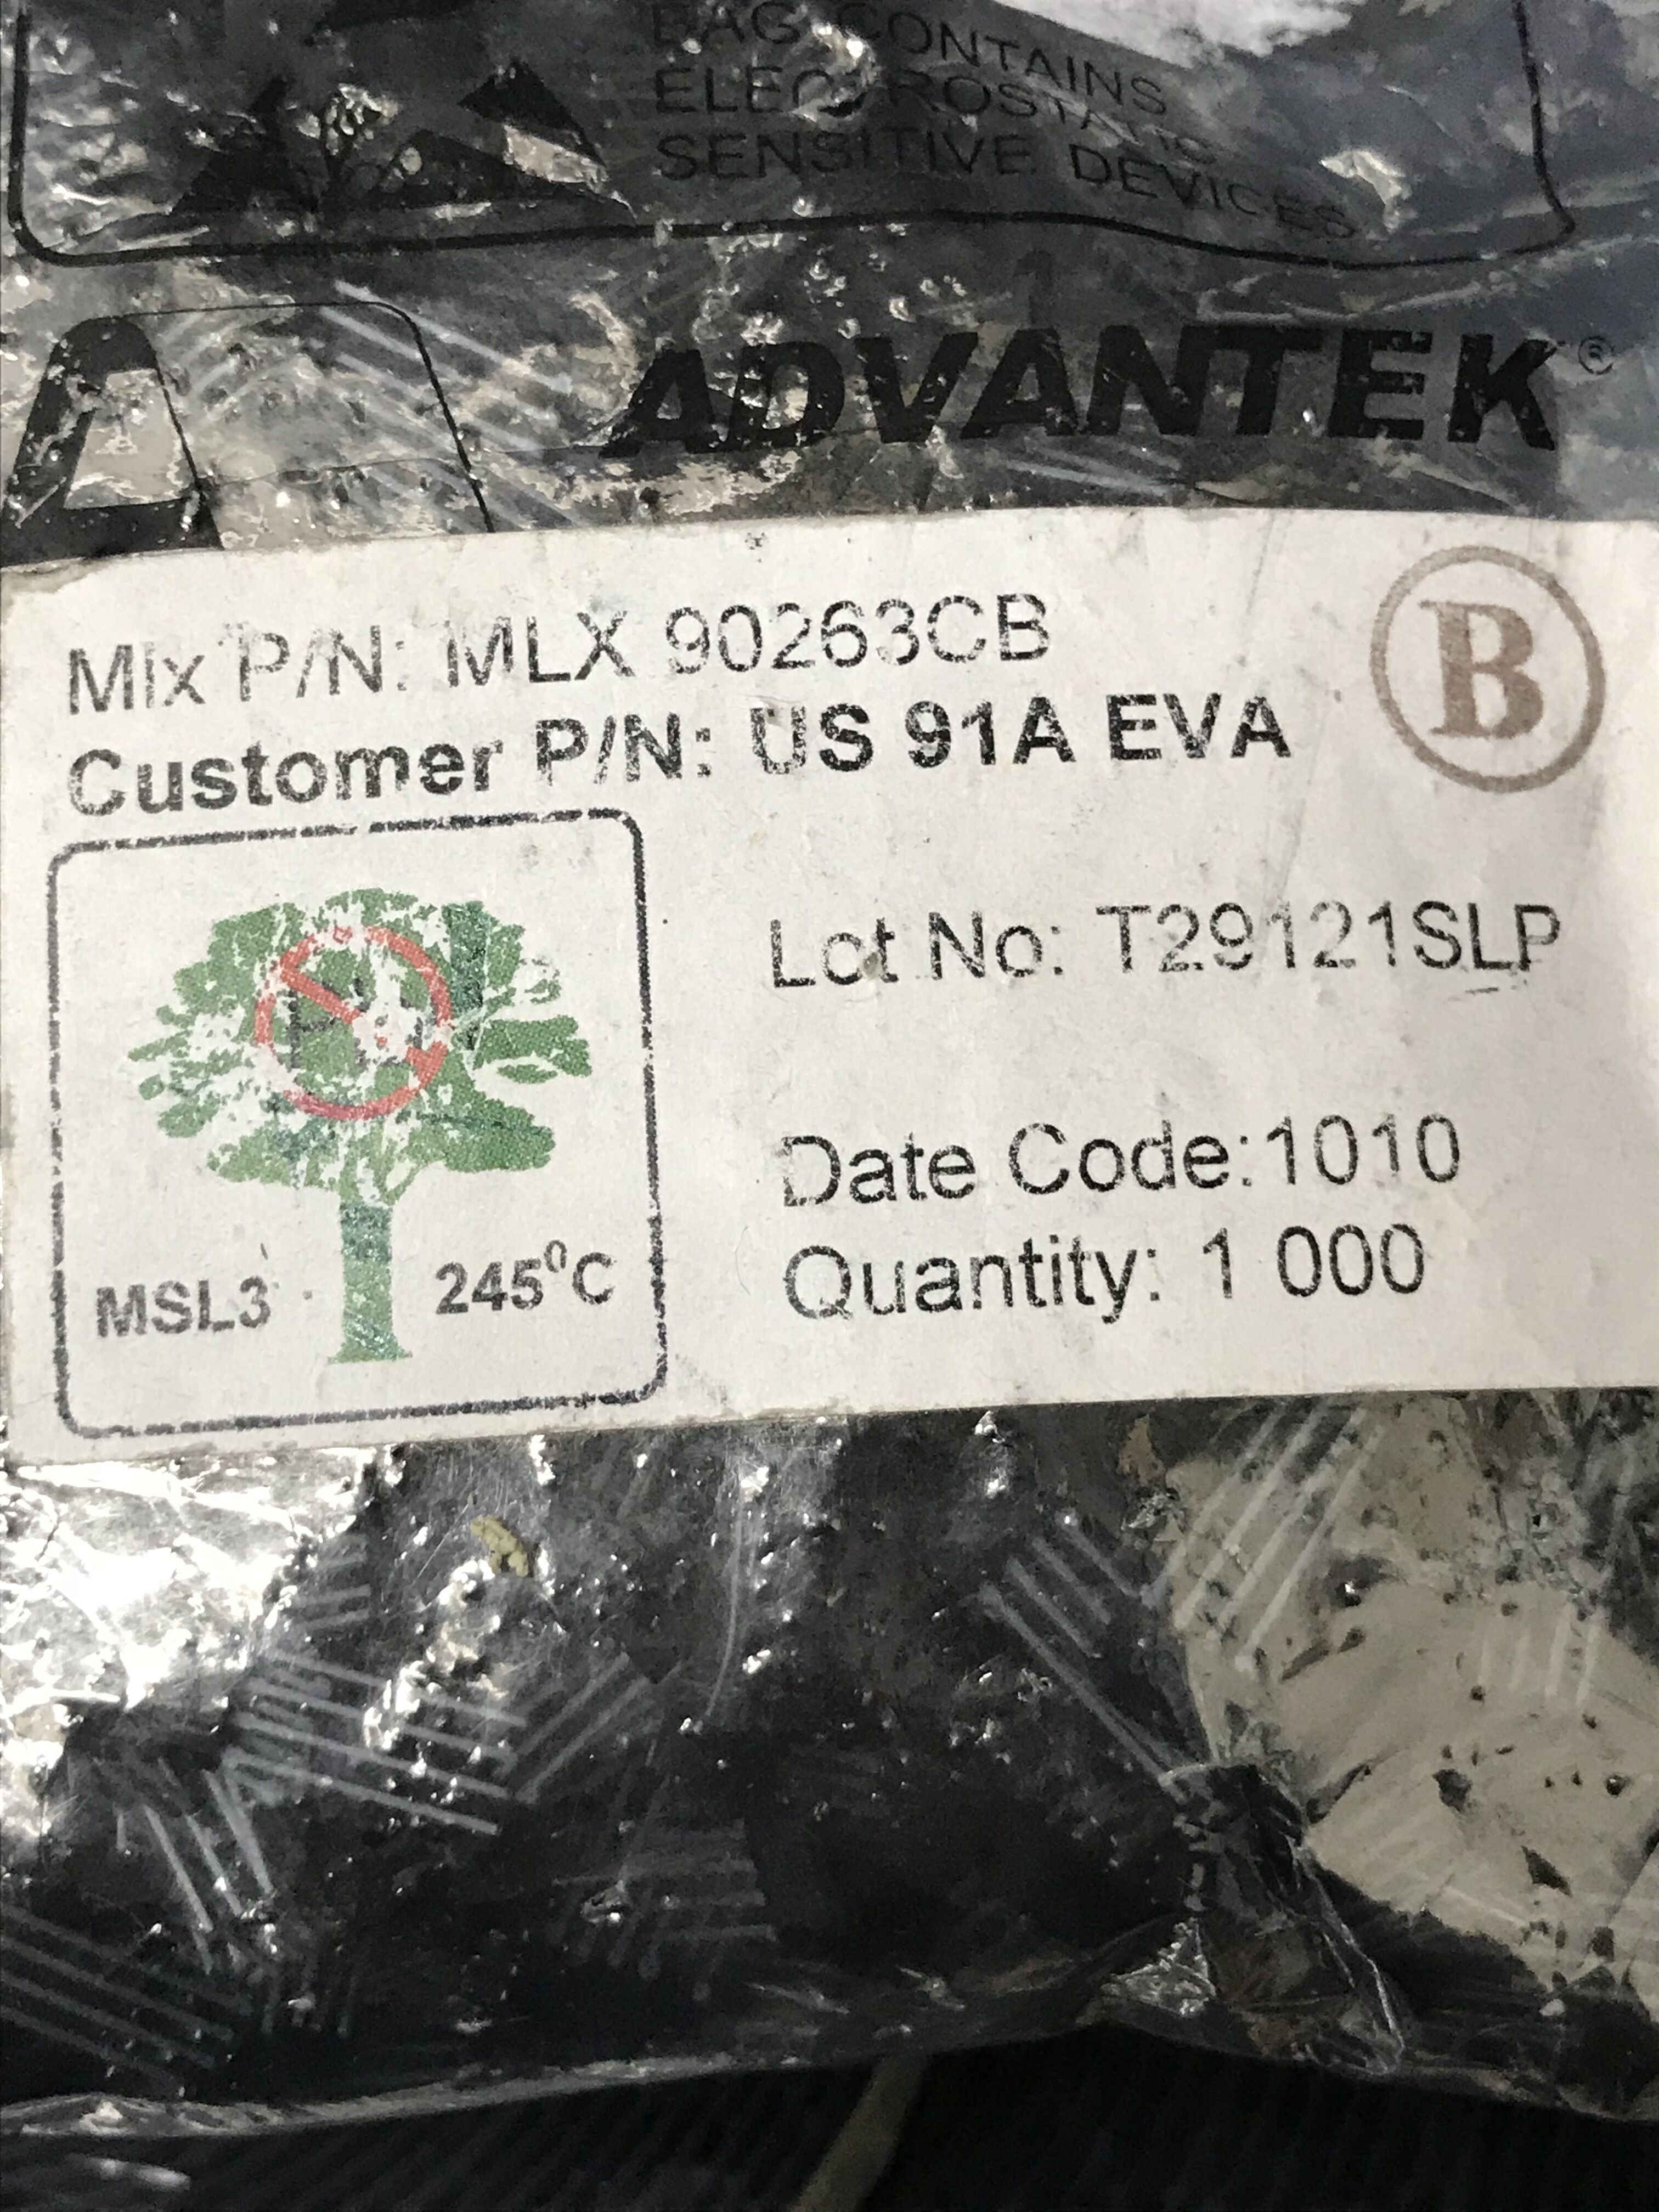 BAG CONTAINS
ELECTROSTATIC
SENSITIVE DEVICES
ADVANTEK®
Mlx P/N: MLX 90263CB
B
Customer P/N: US 91A EVA
Lot No: T29121SLP
Date Code:1010
Quantity: 1 000
MSL3
245⁰C